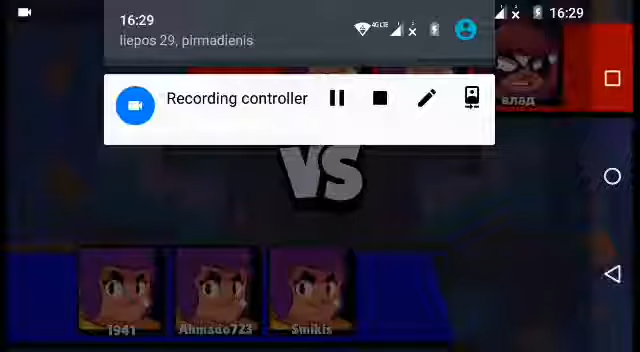 16:29
4G LTE
16:29
liepos 29, pirmadienis
Recording controller
влад
VS
1941
Ahmado723
Smikis